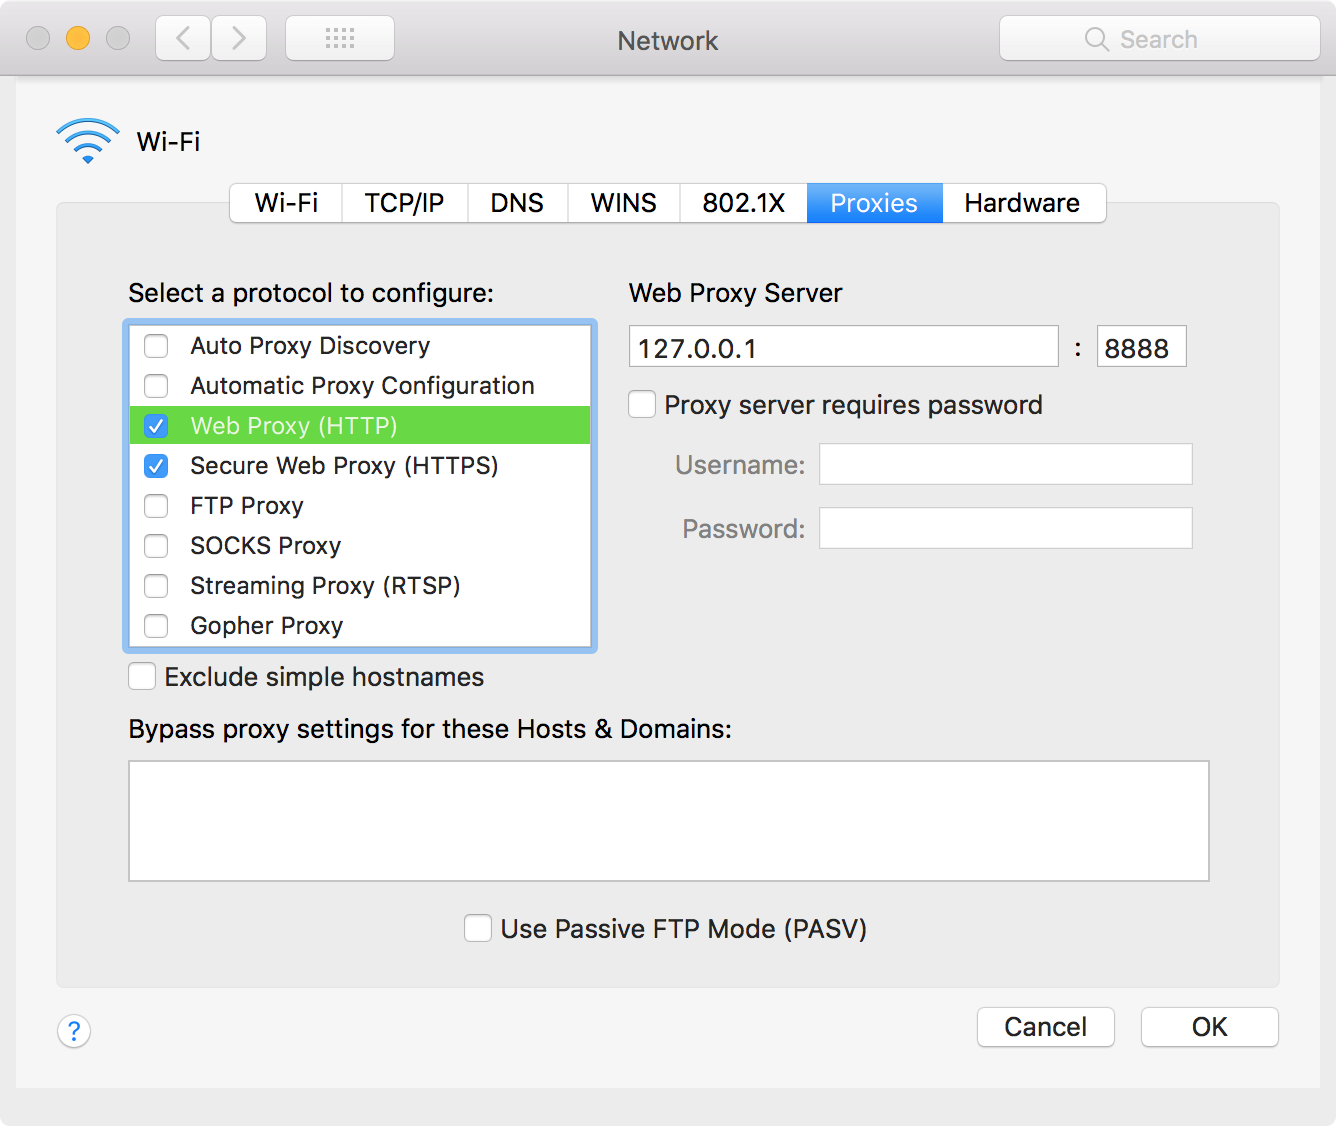 Network
Search
Wi-Fi
Wi-Fi TCP/IP DNS WINS 802.1X Proxies Hardware
Select a protocol to configure:
Auto Proxy Discovery
Automatic Proxy Configuration
Web Proxy (HTTP)
Secure Web Proxy (HTTPS)
FTP Proxy
SOCKS Proxy
Streaming Proxy (RTSP)
Gopher Proxy
Exclude simple hostnames
Web Proxy Server
127.0.0.1 : 8888
Proxy server requires password
Username:
Password:
Bypass proxy settings for these Hosts & Domains:
Use Passive FTP Mode (PASV)
?
Cancel
OK